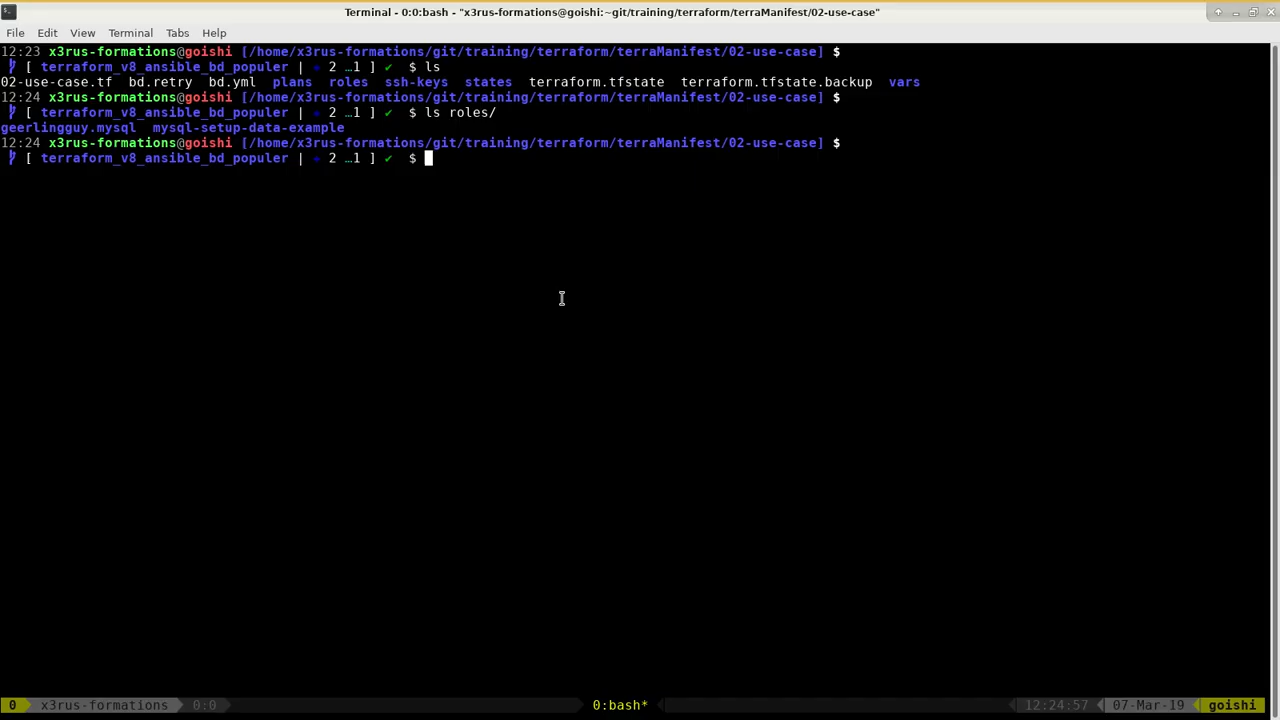 Terminal - 0:0:bash - "x3rus-formations@goishi:~git/training/terraform/terraManifest/02-use-case"
File Edit View Terminal Tabs Help
12:23 x3rus-formations@goishi [/home/x3rus-formations/git/training/terraform/terraManifest/02-use-case] $
[ terraform_v8_ansible_bd_populer | 2 …1 ] ✔ $ ls
02-use-case.tf bd.retry bd.yml plans roles ssh-keys states terraform.tfstate terraform.tfstate.backup vars
12:24 x3rus-formations@goishi [/home/x3rus-formations/git/training/terraform/terraManifest/02-use-case] $
[ terraform_v8_ansible_bd_populer | 2 …1 ] ✔ $ ls roles/
geerlingguy.mysql mysql-setup-data-example
12:24 x3rus-formations@goishi [/home/x3rus-formations/git/training/terraform/terraManifest/02-use-case] $
[ terraform_v8_ansible_bd_populer | 2 …1 ] ✔ $
0 x3rus-formations 0:0 0:bash* 12:24:57 07-Mar-19 goishi